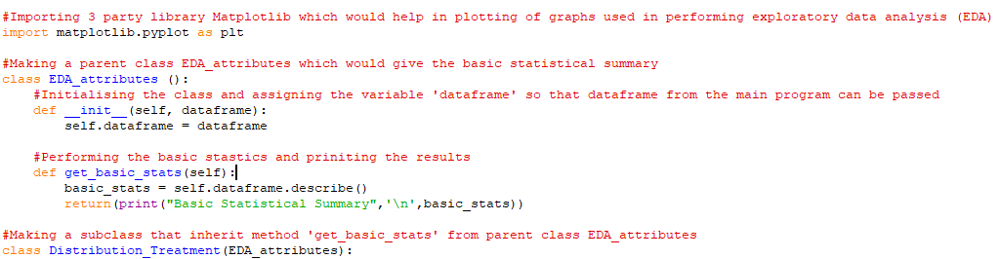 #Importing 3 party library Matplotlib which would help in plotting of graphs used in performing exploratory data analysis (EDA)
import matplotlib.pyplot as plt
#Making a parent class EDA_attributes which would give the basic statistical summary
class EDA_attributes ():
#Initialising the class and assigning the variable 'dataframe' so that dataframe from the main program can be passed
def __init__(self, dataframe):
self.dataframe = dataframe
#Performing the basic stastics and priniting the results
def get_basic_stats(self):
basic_stats = self.dataframe.describe()
return(print("Basic Statistical Summary",'\n',basic_stats))
#Making a subclass that inherit method 'get_basic_stats' from parent class EDA_attributes
class Distribution_Treatment(EDA_attributes):